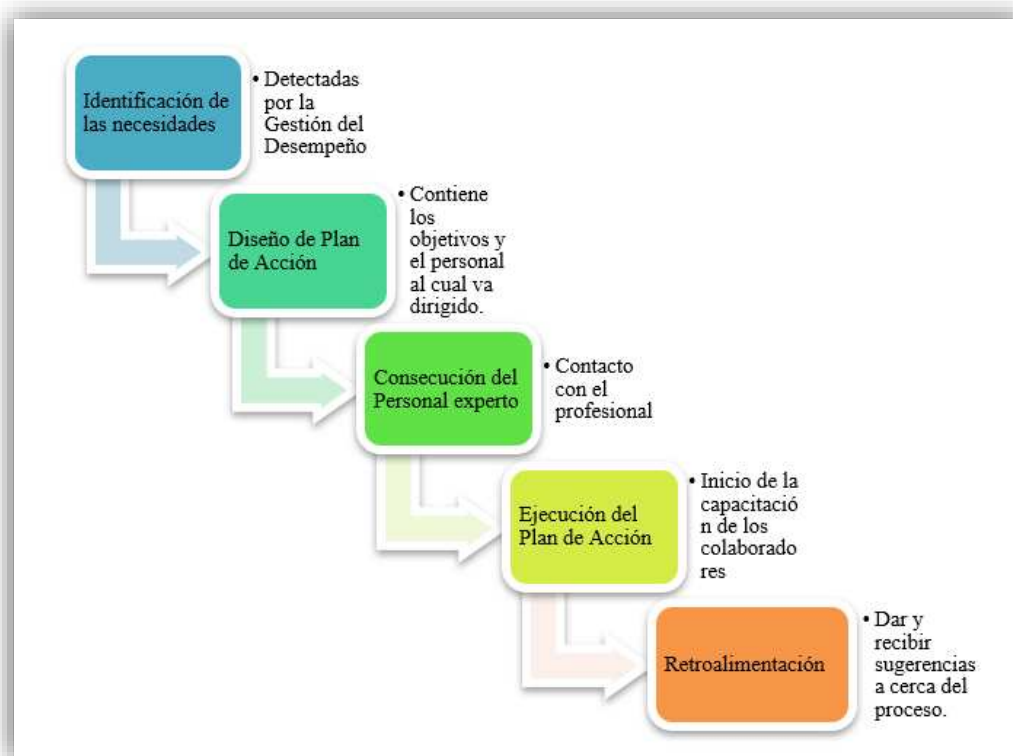 Identificación de
las necesidades
• Detectadas
por la
Gestión del
Desempeño
Diseño de Plan
de Acción
• Contiene
los
objetivos y
el personal
al cual va
dirigido.
Consecución del
Personal experto
• Contacto
con el
profesional
Ejecución del
Plan de Acción
• Inicio de la
capacitació
n de los
colaborado
res
Retroalimentación
• Dar y
recibir
sugerencias
a cerca del
proceso.